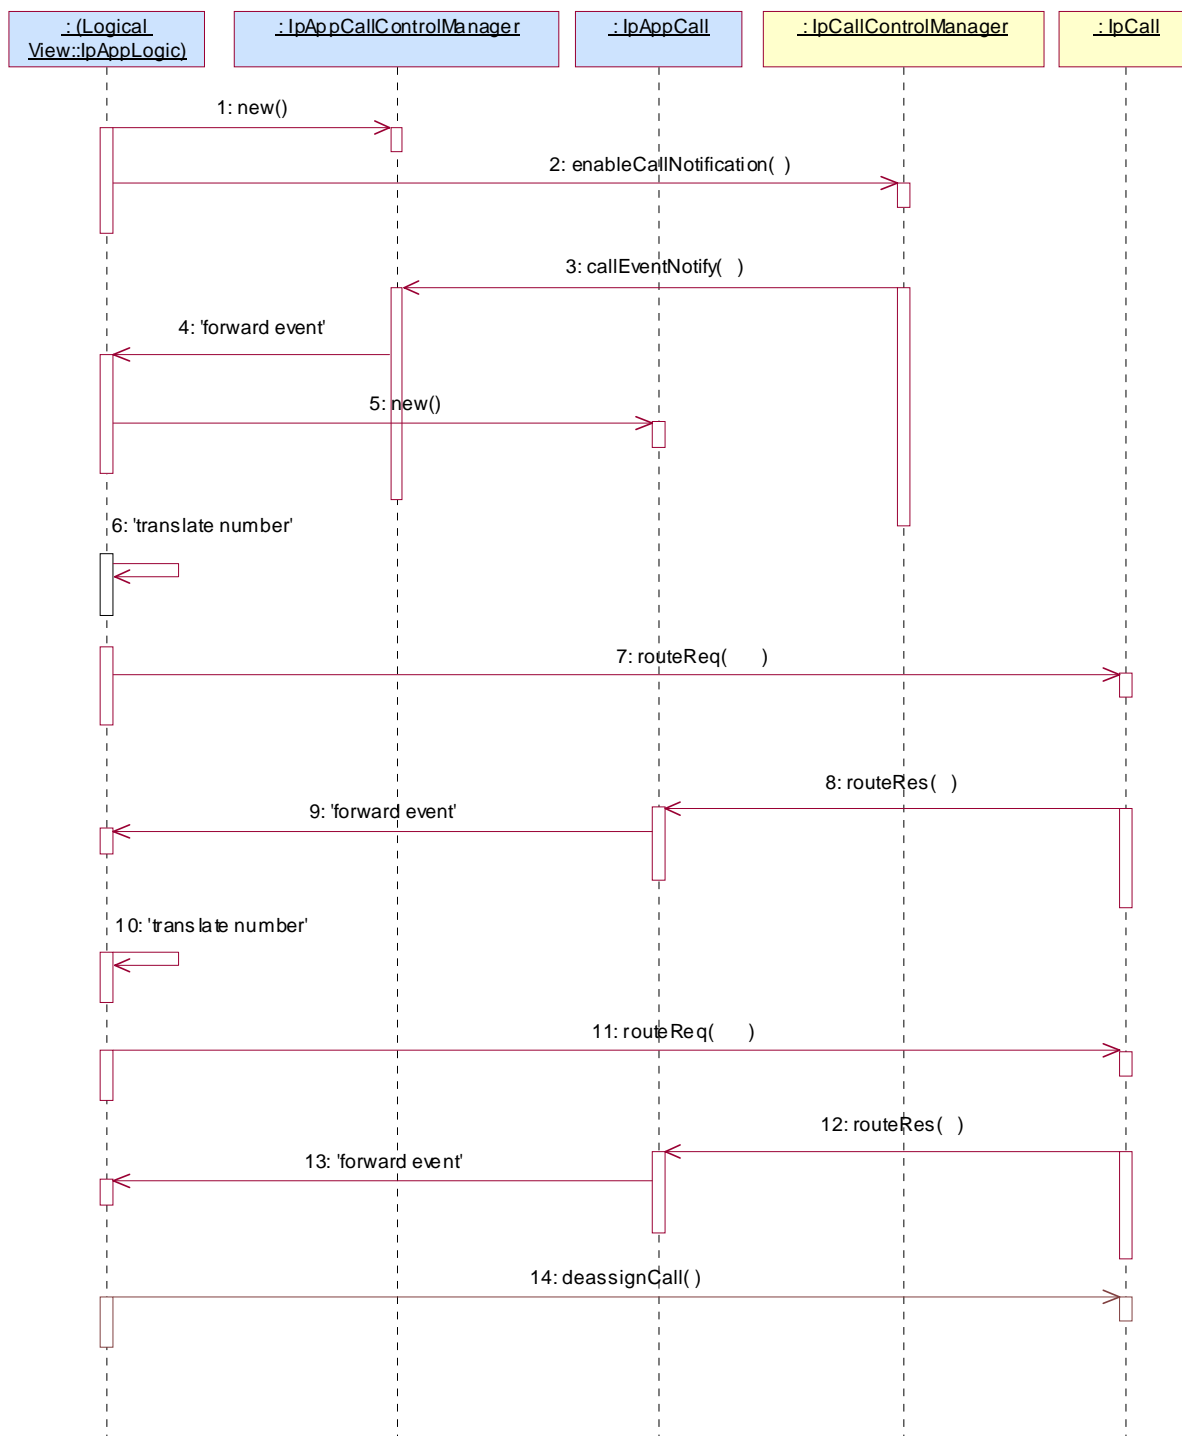 : (Logical
View::IpAppLogic)
: IpAppCallControlManager
: IpAppCall
: IpCallControlManager
: IpCall
1: new()
2: enableCallNotification( )
3: callEventNotify( )
4: 'forward event'
5: new()
6: 'translate number'
7: routeReq( )
8: routeRes( )
9: 'forward event'
10: 'translate number'
11: routeReq( )
12: routeRes( )
13: 'forward event'
14: deassignCall( )